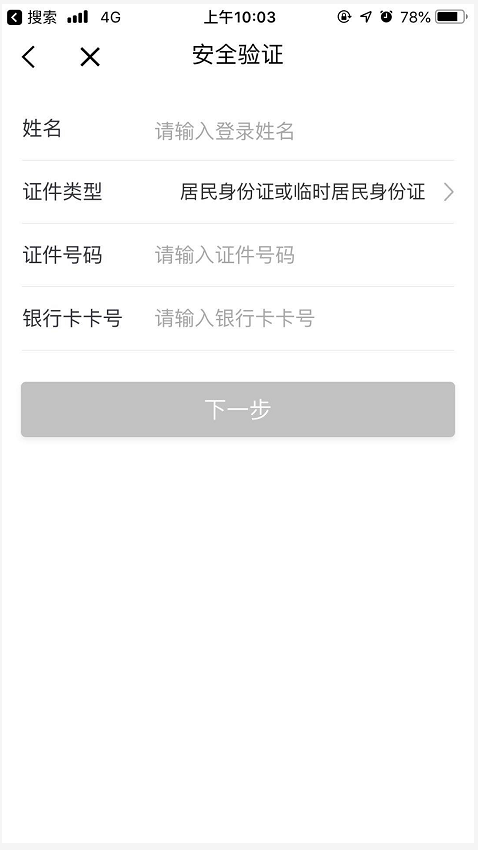 搜索 4G 上午10:03 78%
安全验证
姓名 请输入登录姓名
证件类型 居民身份证或临时居民身份证
证件号码 请输入证件号码
银行卡卡号 请输入银行卡卡号
下一步